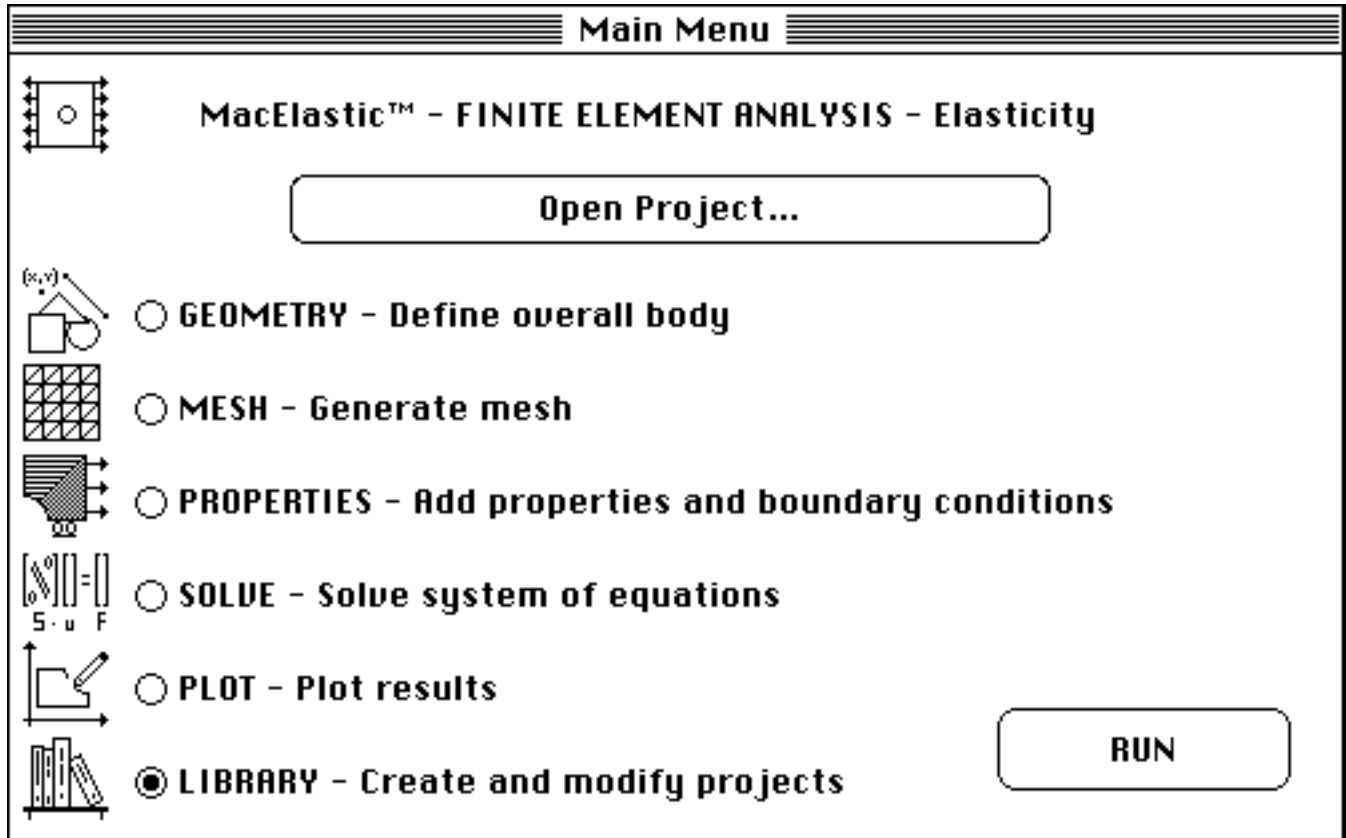 Main Menu
MacElastic™ - FINITE ELEMENT ANALYSIS - Elasticity
Open Project...
(x,y)
GEOMETRY - Define overall body
MESH - Generate mesh
PROPERTIES - Add properties and boundary conditions
SOLVE - Solve system of equations
S · u F
PLOT - Plot results
RUN
LIBRARY - Create and modify projects